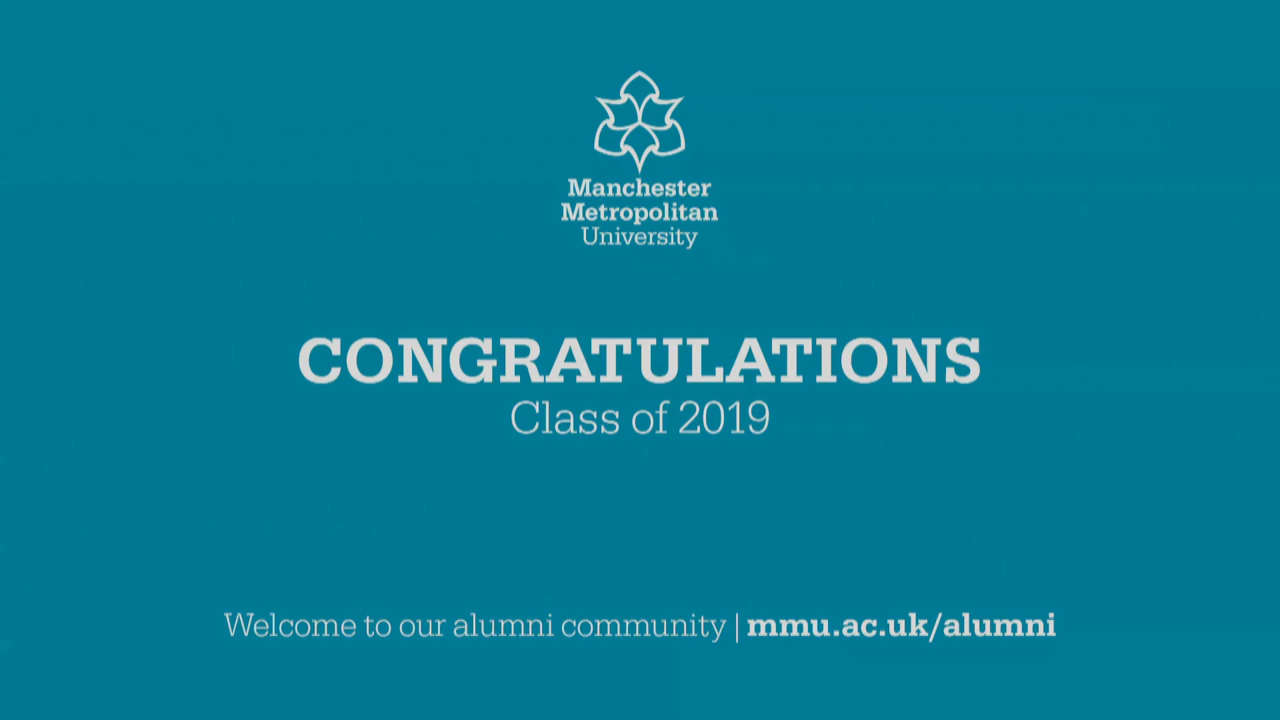 Manchester
Metropolitan
University
CONGRATULATIONS
Class of 2019
Welcome to our alumni community | mmu.ac.uk/alumni